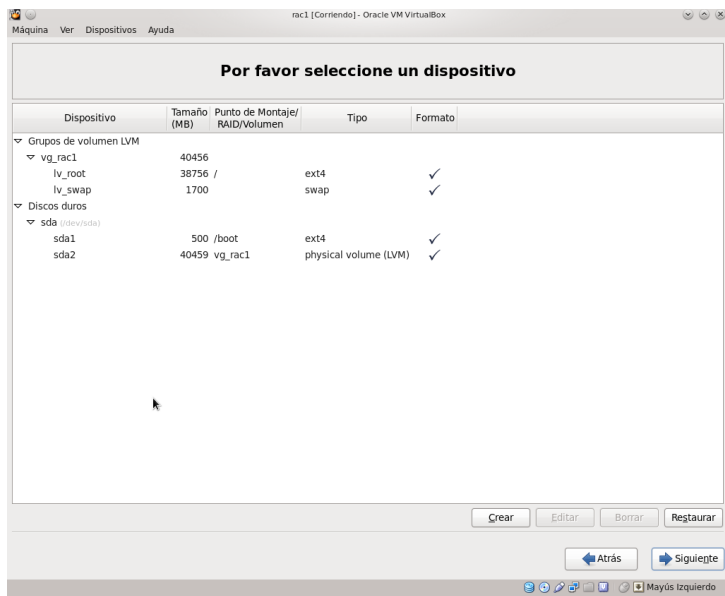 rac1 [Corriendo] - Oracle VM VirtualBox
Máquina Ver Dispositivos Ayuda
Por favor seleccione un dispositivo
Dispositivo Tamaño (MB) Punto de Montaje/ RAID/Volumen Tipo Formato
Grupos de volumen LVM
vg_rac1 40456
lv_root 38756 / ext4
lv_swap 1700 swap
Discos duros
sda (/dev/sda)
sda1 500 /boot ext4
sda2 40459 vg_rac1 physical volume (LVM)
Crear Editar Borrar Restaurar
Atrás Siguiente
Mayús Izquierdo